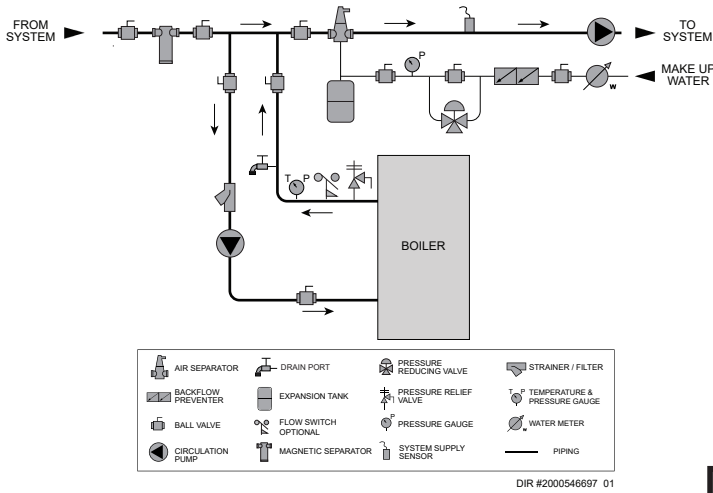 FROM
SYSTEM
TO
SYSTEM
P
MAKE UP
WATER
w
T P
BOILER
AIR SEPARATOR
DRAIN PORT
PRESSURE
REDUCING VALVE
STRAINER / FILTER
BACKFLOW
PREVENTER
EXPANSION TANK
PRESSURE RELIEF
VALVE
T P
TEMPERATURE &
PRESSURE GAUGE
BALL VALVE
FLOW SWITCH
OPTIONAL
P
PRESSURE GAUGE
w
WATER METER
CIRCULATION
PUMP
MAGNETIC SEPARATOR
SYSTEM SUPPLY
SENSOR
PIPING
DIR #2000546697 01